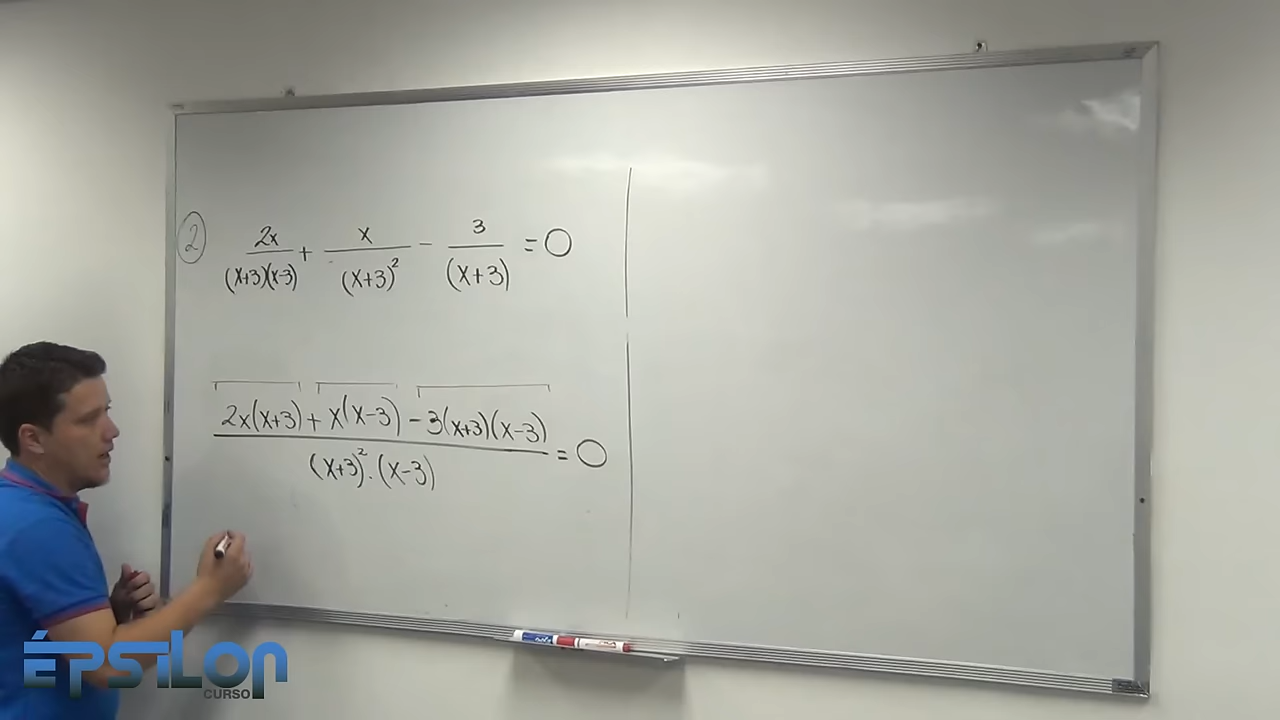 ② 2x/((x+3)(x-3)) + x/(x+3)² - 3/(x+3) = 0
(2x(x+3) + x(x-3) - 3(x+3)(x-3))/((x+3)².(x-3)) = 0
ÉPSILON
CURSO